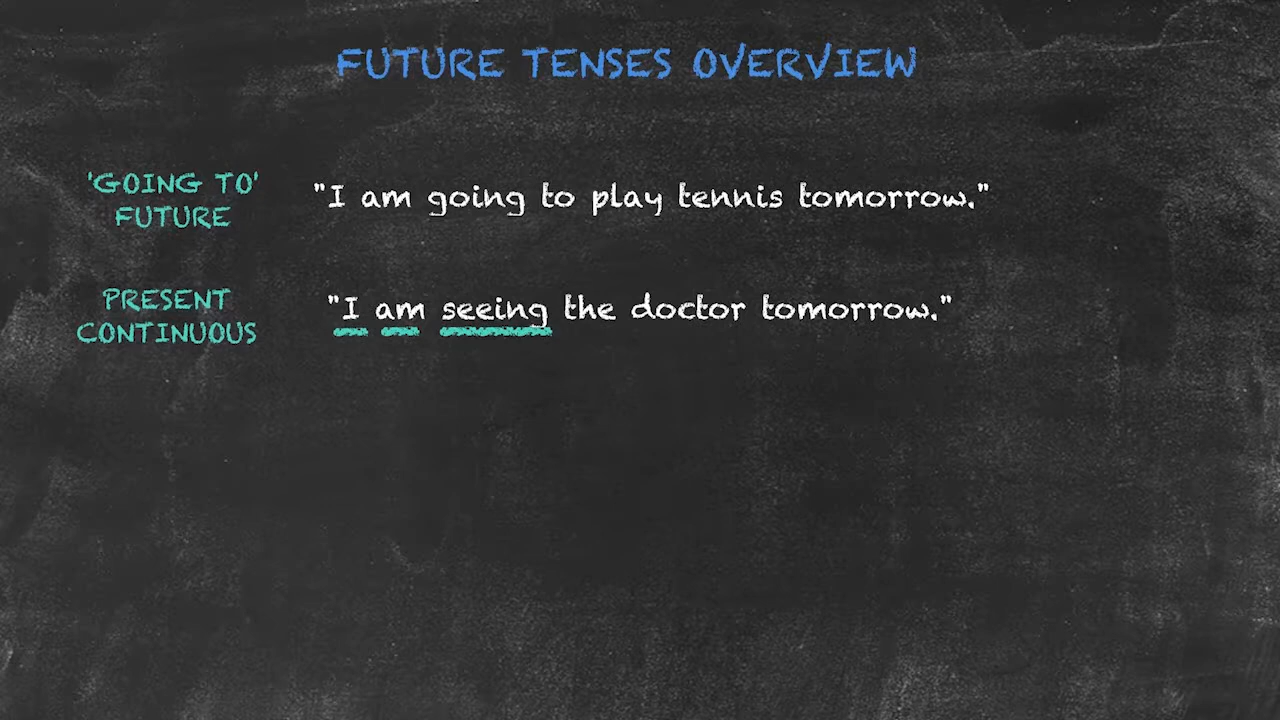 FUTURE TENSES OVERVIEW
'GOING TO'
FUTURE
"I am going to play tennis tomorrow."
PRESENT
CONTINUOUS
"I am seeing the doctor tomorrow."